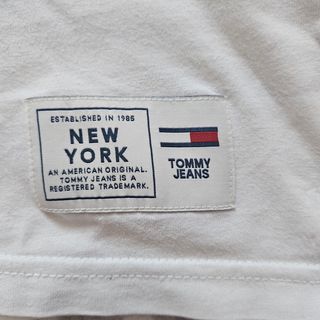 ESTABLISHED IN 1985
NEW
YORK
AN AMERICAN ORIGINAL.
TOMMY JEANS IS A
REGISTERED TRADEMARK.
TOMMY
JEANS